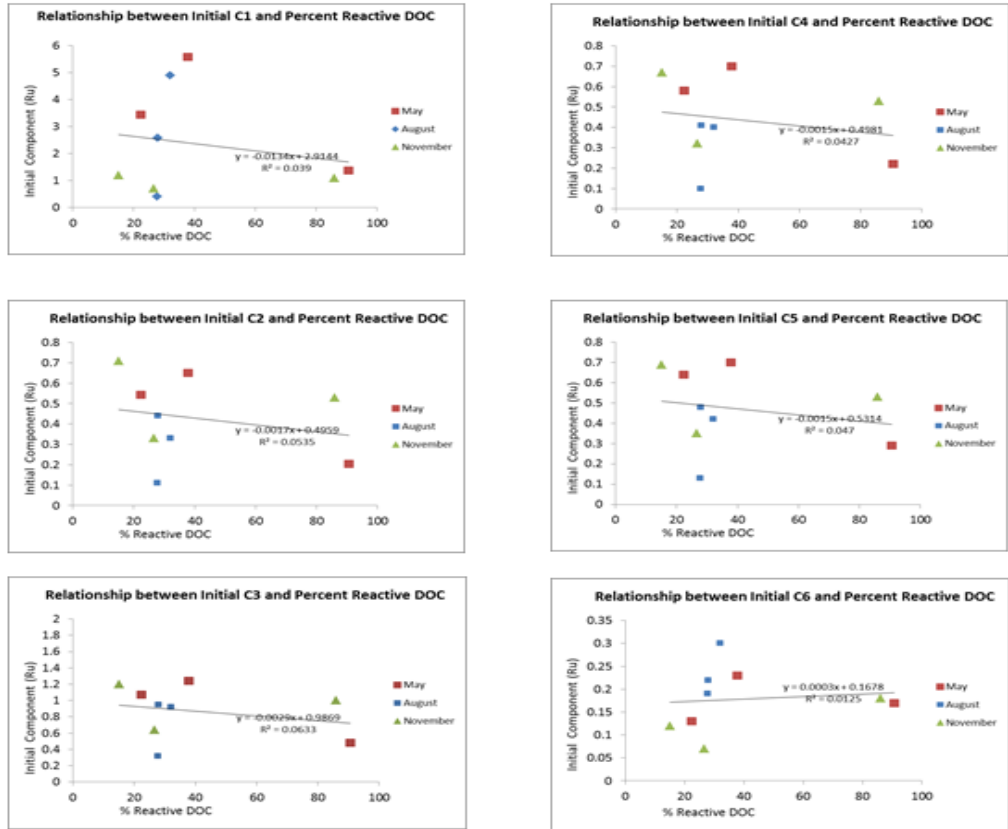 Relationship between Initial C1 and Percent Reactive DOC
Initial Component (Ru)
6
5
4
3
2
1
0
0 20 40 60 80 100
% Reactive DOC
y = -0.0134x + 2.9144
R² = 0.039
May
August
November
Relationship between Initial C4 and Percent Reactive DOC
Initial Component (Ru)
0.8
0.7
0.6
0.5
0.4
0.3
0.2
0.1
0
0 20 40 60 80 100
% Reactive DOC
y = -0.0015x + 0.4981
R² = 0.0427
May
August
November
Relationship between Initial C2 and Percent Reactive DOC
Initial Component (Ru)
0.8
0.7
0.6
0.5
0.4
0.3
0.2
0.1
0
0 20 40 60 80 100
% Reactive DOC
y = -0.0017x + 0.4959
R² = 0.0535
May
August
November
Relationship between Initial C5 and Percent Reactive DOC
Initial Component (Ru)
0.8
0.7
0.6
0.5
0.4
0.3
0.2
0.1
0
0 20 40 60 80 100
% Reactive DOC
y = -0.0015x + 0.5314
R² = 0.047
May
August
November
Relationship between Initial C3 and Percent Reactive DOC
Initial Component (Ru)
2
1.8
1.6
1.4
1.2
1
0.8
0.6
0.4
0.2
0
0 20 40 60 80 100
% Reactive DOC
y = -0.0029x + 0.9869
R² = 0.0633
May
August
November
Relationship between Initial C6 and Percent Reactive DOC
Initial Component (Ru)
0.35
0.3
0.25
0.2
0.15
0.1
0.05
0
0 20 40 60 80 100
% Reactive DOC
y = 0.0003x + 0.1678
R² = 0.0125
May
August
November